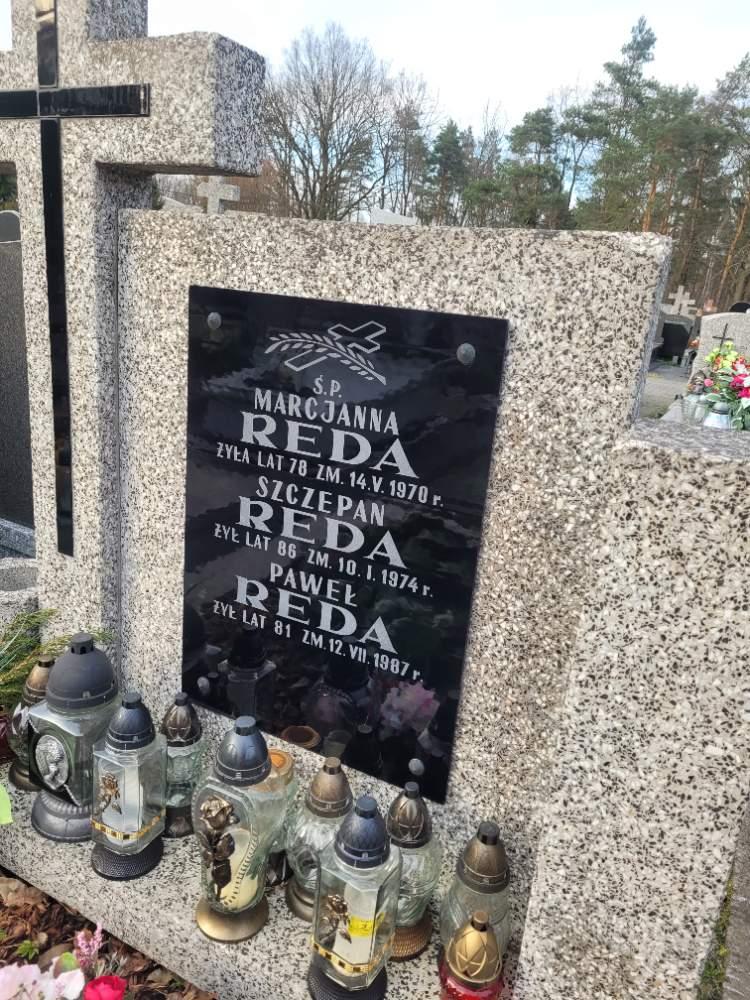 Ś.P.
MARCJANNA
REDA
ŻYŁA LAT 78 ZM. 14.V. 1970 r.
SZCZEPAN
REDA
ŻYŁ LAT 86 ZM. 10. I. 1974 r.
PAWEŁ
REDA
ŻYŁ LAT 81 ZM. 12. VII. 1987 r.